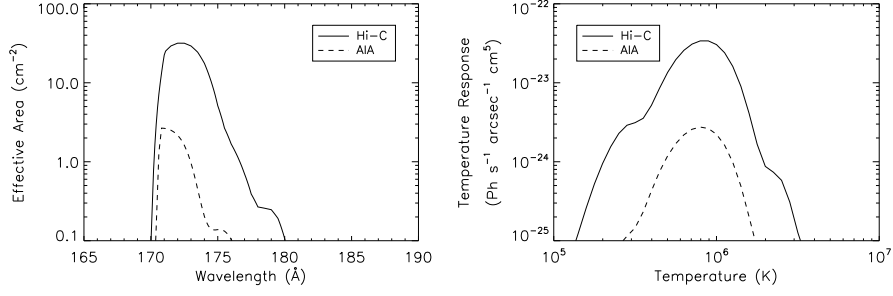 100.0
10.0
1.0
0.1
Effective Area (cm⁻²)
Hi−C
AIA
165 170 175 180 185 190
Wavelength (Å)
10⁻²²
10⁻²³
10⁻²⁴
10⁻²⁵
Temperature Response
(Ph s⁻¹ arcsec⁻¹ cm⁵)
Hi−C
AIA
10⁵ 10⁶ 10⁷
Temperature (K)